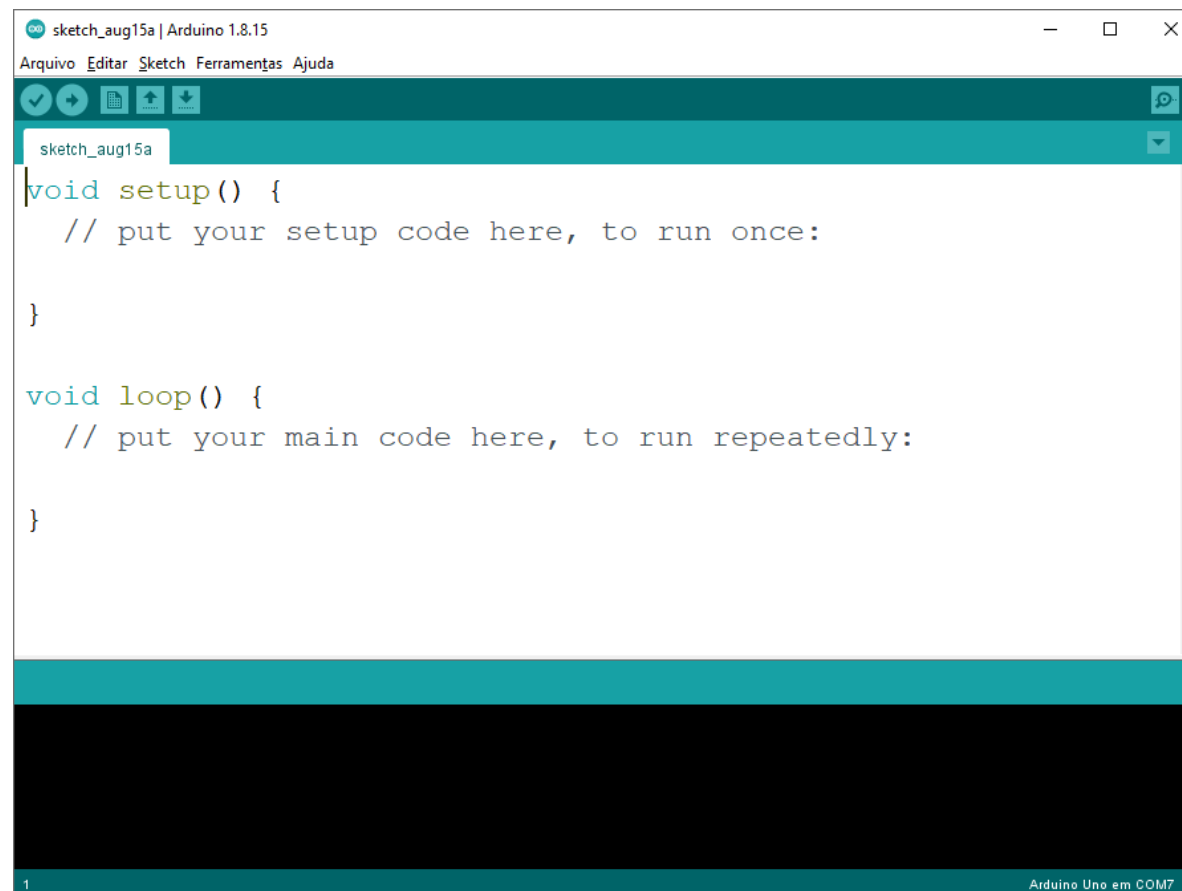 sketch_aug15a | Arduino 1.8.15
Arquivo Editar Sketch Ferramentas Ajuda
sketch_aug15a
void setup() {
  // put your setup code here, to run once:
}
void loop() {
  // put your main code here, to run repeatedly:
}
1 Arduino Uno em COM7